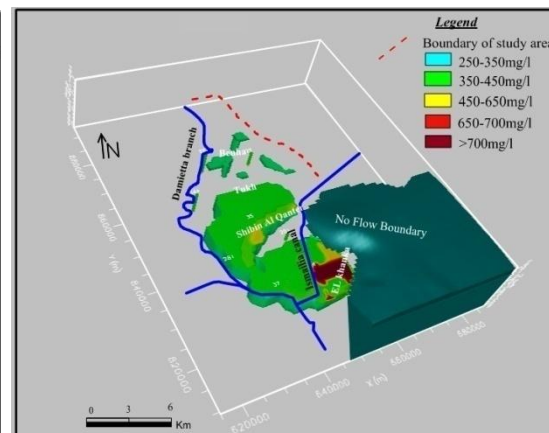 Legend
Boundary of study area
250-350mg/l
350-450mg/l
450-650mg/l
650-700mg/l
>700mg/l
N
Damietta branch
Benha
Tukh
Shibin Al Qanter
No Flow Boundary
Ismailia canal
EL khanka
0 3 6
Km